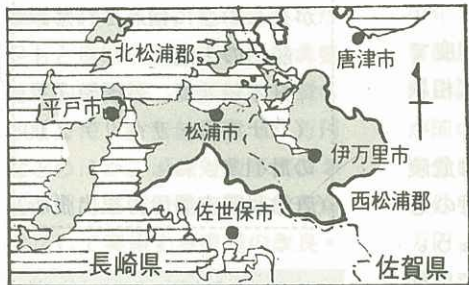 北松浦郡
唐津市
平戸市
松浦市
伊万里市
西松浦郡
佐世保市
長崎県
佐賀県